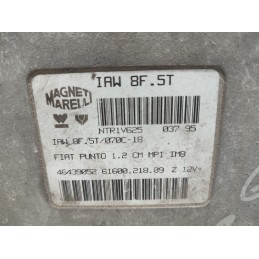 MAGNETI
MARELLI
IAW 8F.5T
NTR1V625 037 95
IAW 8F.5T/070C-18
FIAT PUNTO 1.2 CM MPI IMB
46439052 61600.218.09 Z 12V